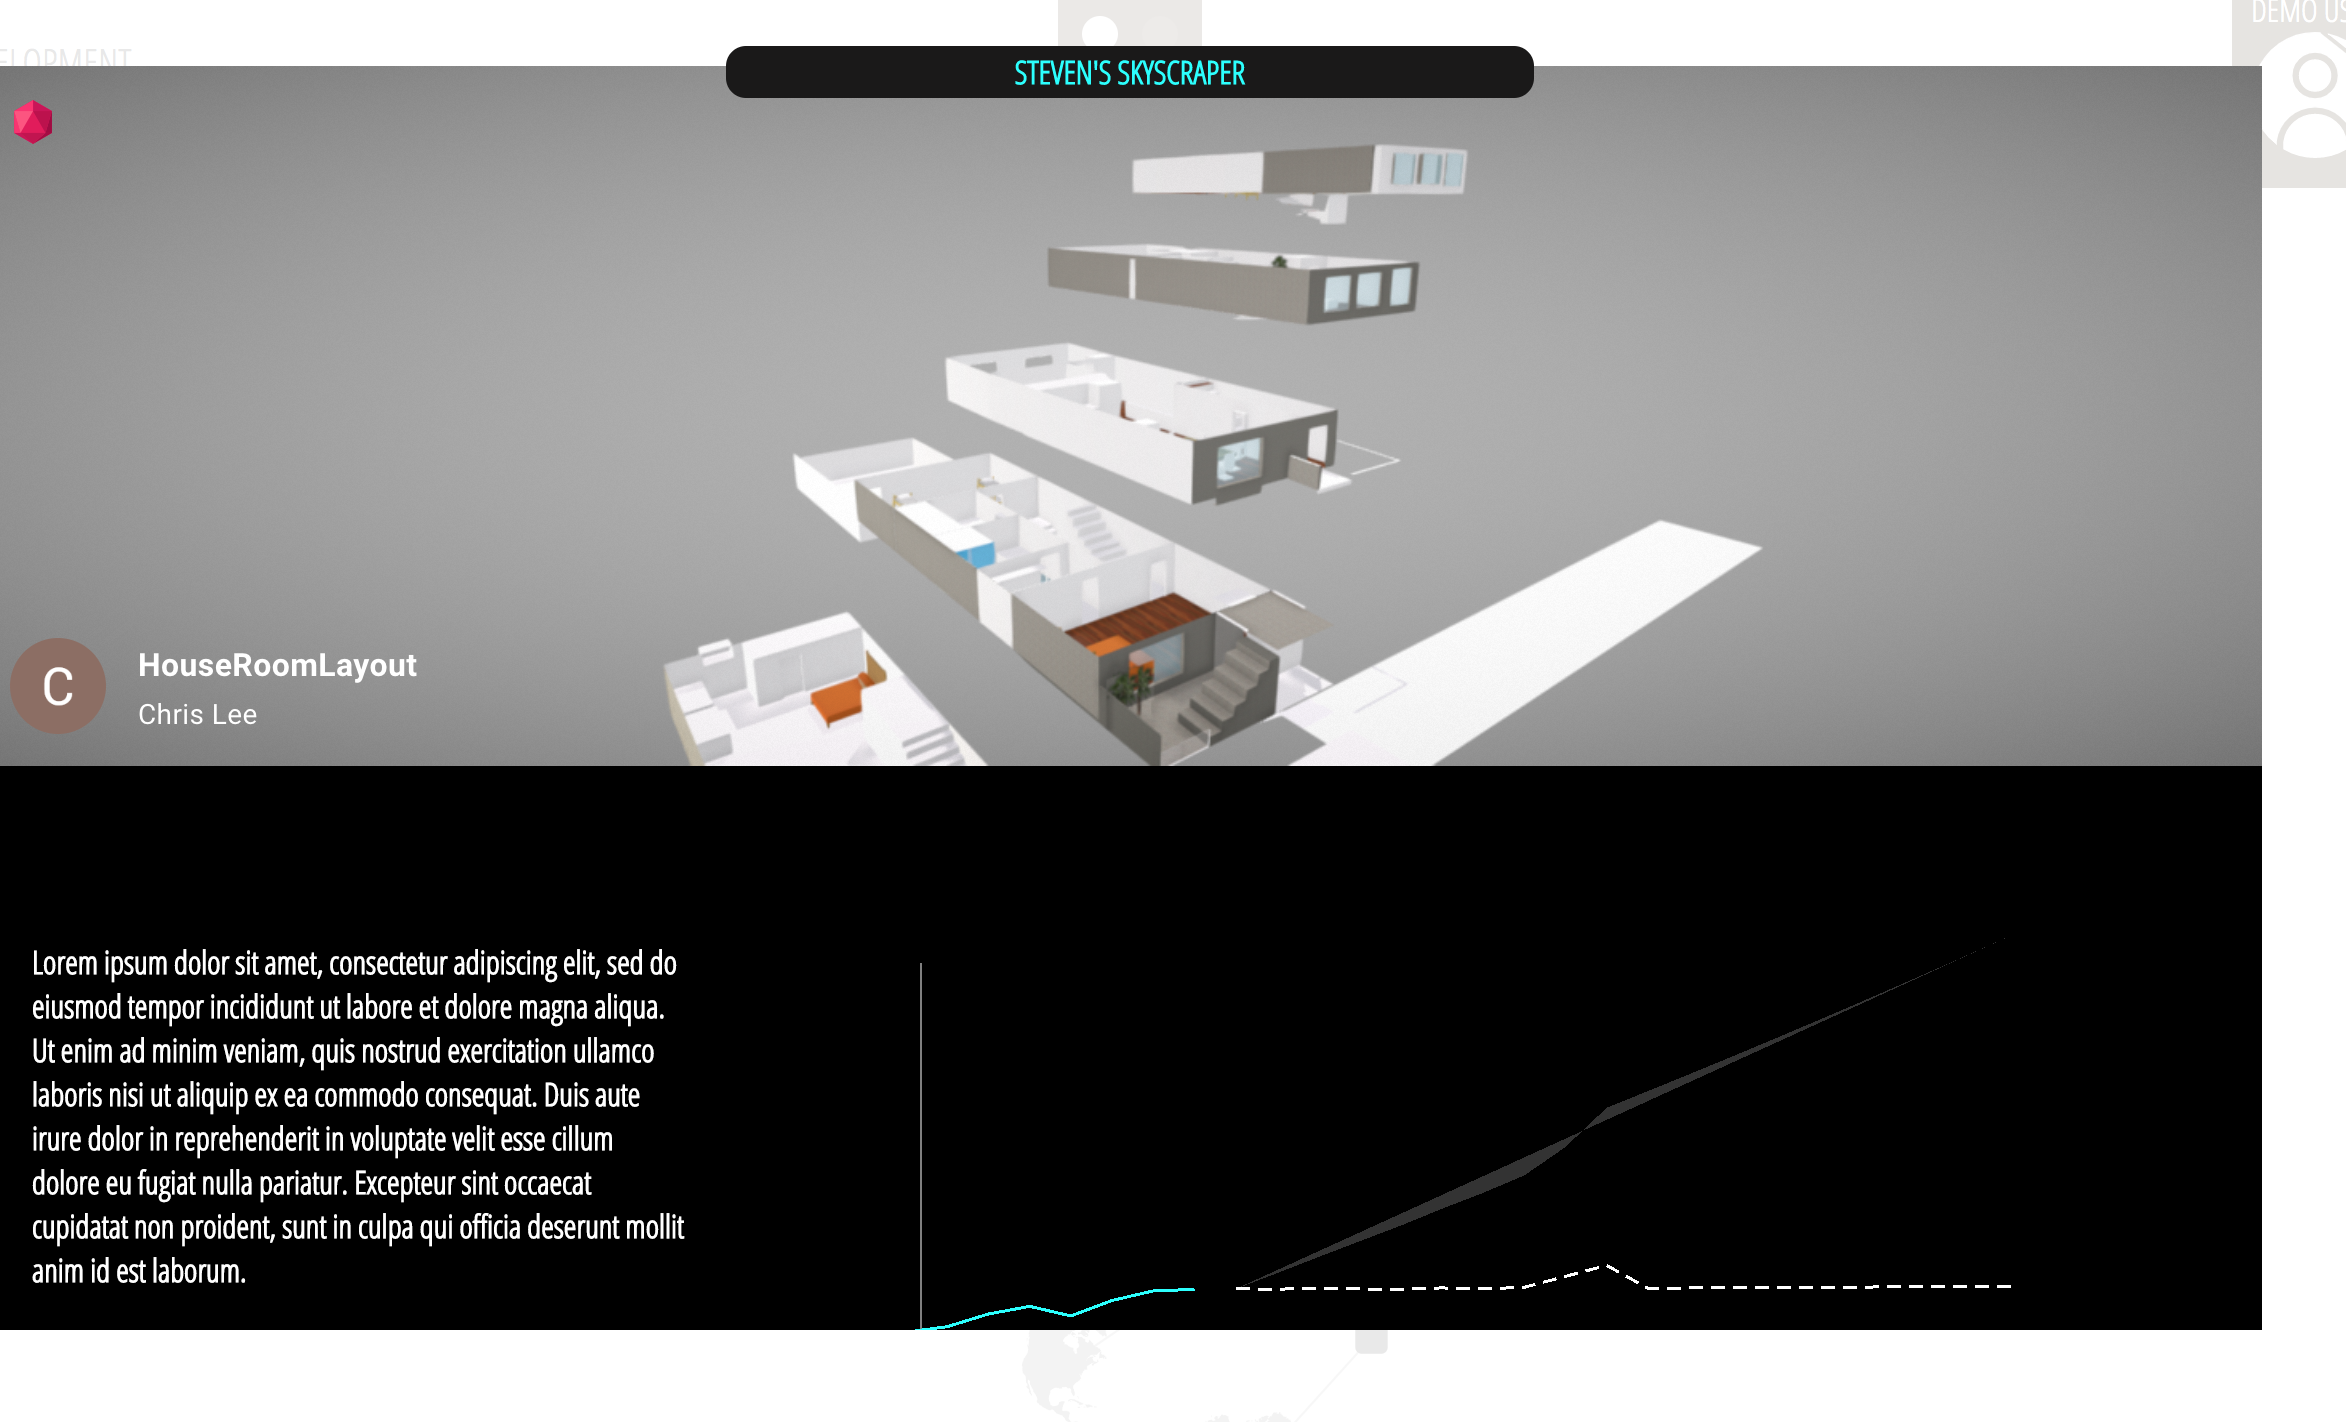 DEMO US
ELOPMENT
STEVEN'S SKYSCRAPER
C
HouseRoomLayout
Chris Lee
Lorem ipsum dolor sit amet, consectetur adipiscing elit, sed do
eiusmod tempor incididunt ut labore et dolore magna aliqua.
Ut enim ad minim veniam, quis nostrud exercitation ullamco
laboris nisi ut aliquip ex ea commodo consequat. Duis aute
irure dolor in reprehenderit in voluptate velit esse cillum
dolore eu fugiat nulla pariatur. Excepteur sint occaecat
cupidatat non proident, sunt in culpa qui officia deserunt mollit
anim id est laborum.